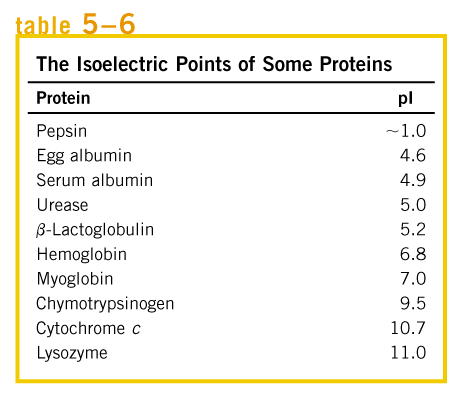 table 5–6
The Isoelectric Points of Some Proteins
Protein pI
Pepsin ~1.0
Egg albumin 4.6
Serum albumin 4.9
Urease 5.0
β-Lactoglobulin 5.2
Hemoglobin 6.8
Myoglobin 7.0
Chymotrypsinogen 9.5
Cytochrome c 10.7
Lysozyme 11.0